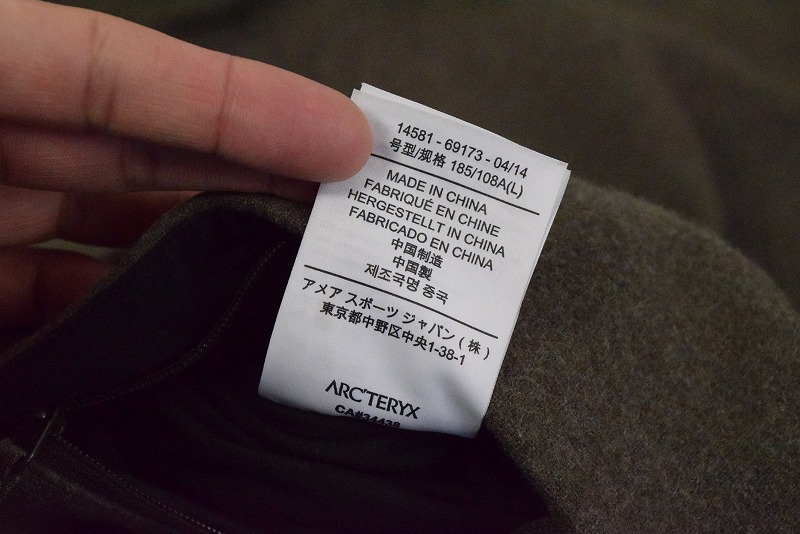 14581 - 69173 - 04/14
号型/规格 185/108A(L)
MADE IN CHINA
FABRIQUÉ EN CHINE
HERGESTELLT IN CHINA
FABRICADO EN CHINA
中国制造
中国製
제조국명 중국
アメア スポーツ ジャパン ( 株 )
東京都中野区中央1-38-1
ARC'TERYX
CA#34438